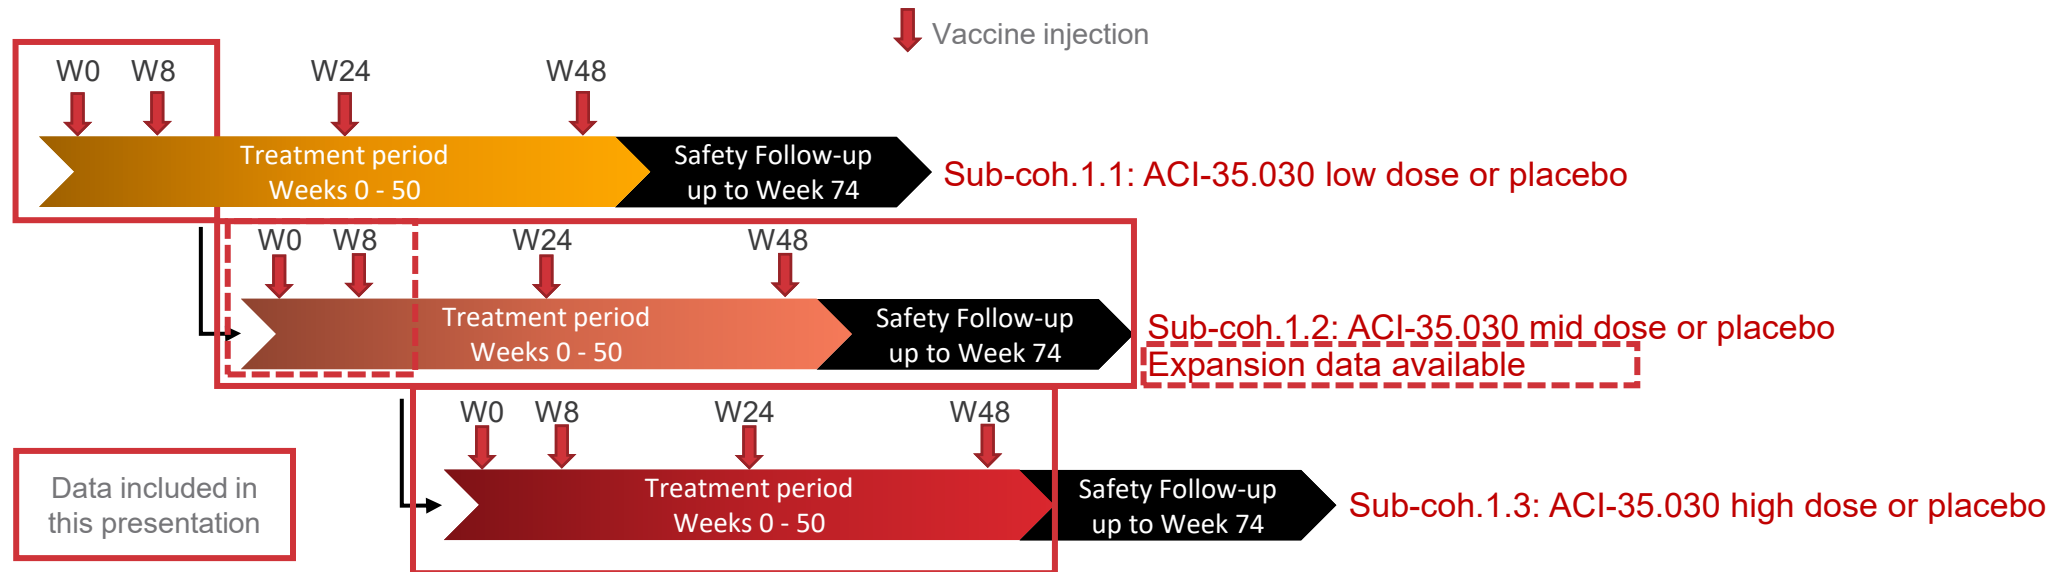 Vaccine injection
W0 W8 W24 W48
Treatment period
Weeks 0 - 50
Safety Follow-up
up to Week 74
Sub-coh.1.1: ACI-35.030 low dose or placebo
W0 W8 W24 W48
Treatment period
Weeks 0 - 50
Safety Follow-up
up to Week 74
Sub-coh.1.2: ACI-35.030 mid dose or placebo
Expansion data available
W0 W8 W24 W48
Treatment period
Weeks 0 - 50
Safety Follow-up
up to Week 74
Sub-coh.1.3: ACI-35.030 high dose or placebo
Data included in
this presentation